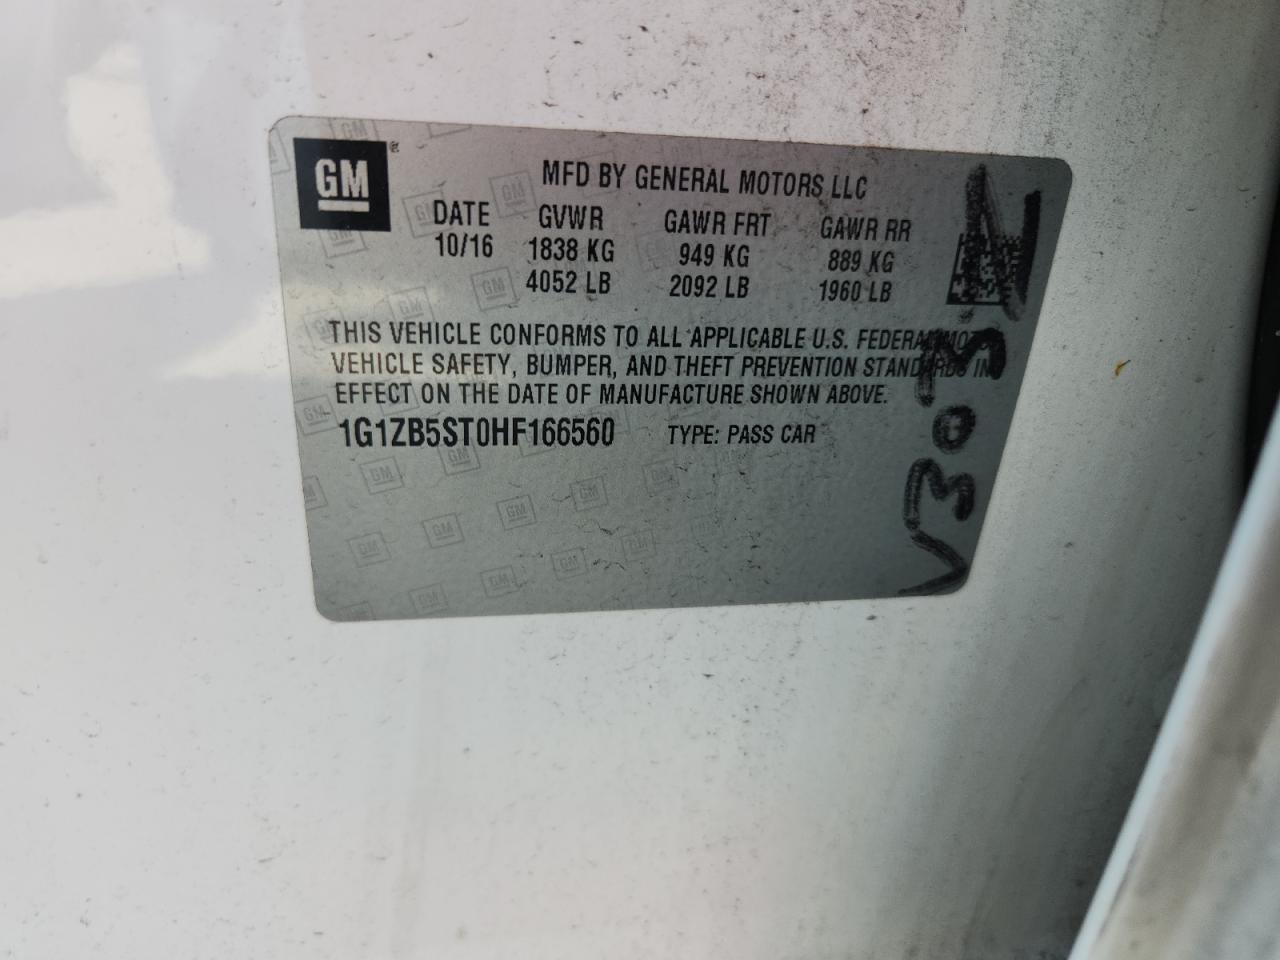 GM
MFD BY GENERAL MOTORS LLC
DATE GVWR GAWR FRT GAWR RR
10/16 1838 KG 949 KG 889 KG
4052 LB 2092 LB 1960 LB
THIS VEHICLE CONFORMS TO ALL APPLICABLE U.S. FEDERAL MOTOR
VEHICLE SAFETY, BUMPER, AND THEFT PREVENTION STANDARDS IN
EFFECT ON THE DATE OF MANUFACTURE SHOWN ABOVE.
1G1ZB5ST0HF166560 TYPE: PASS CAR